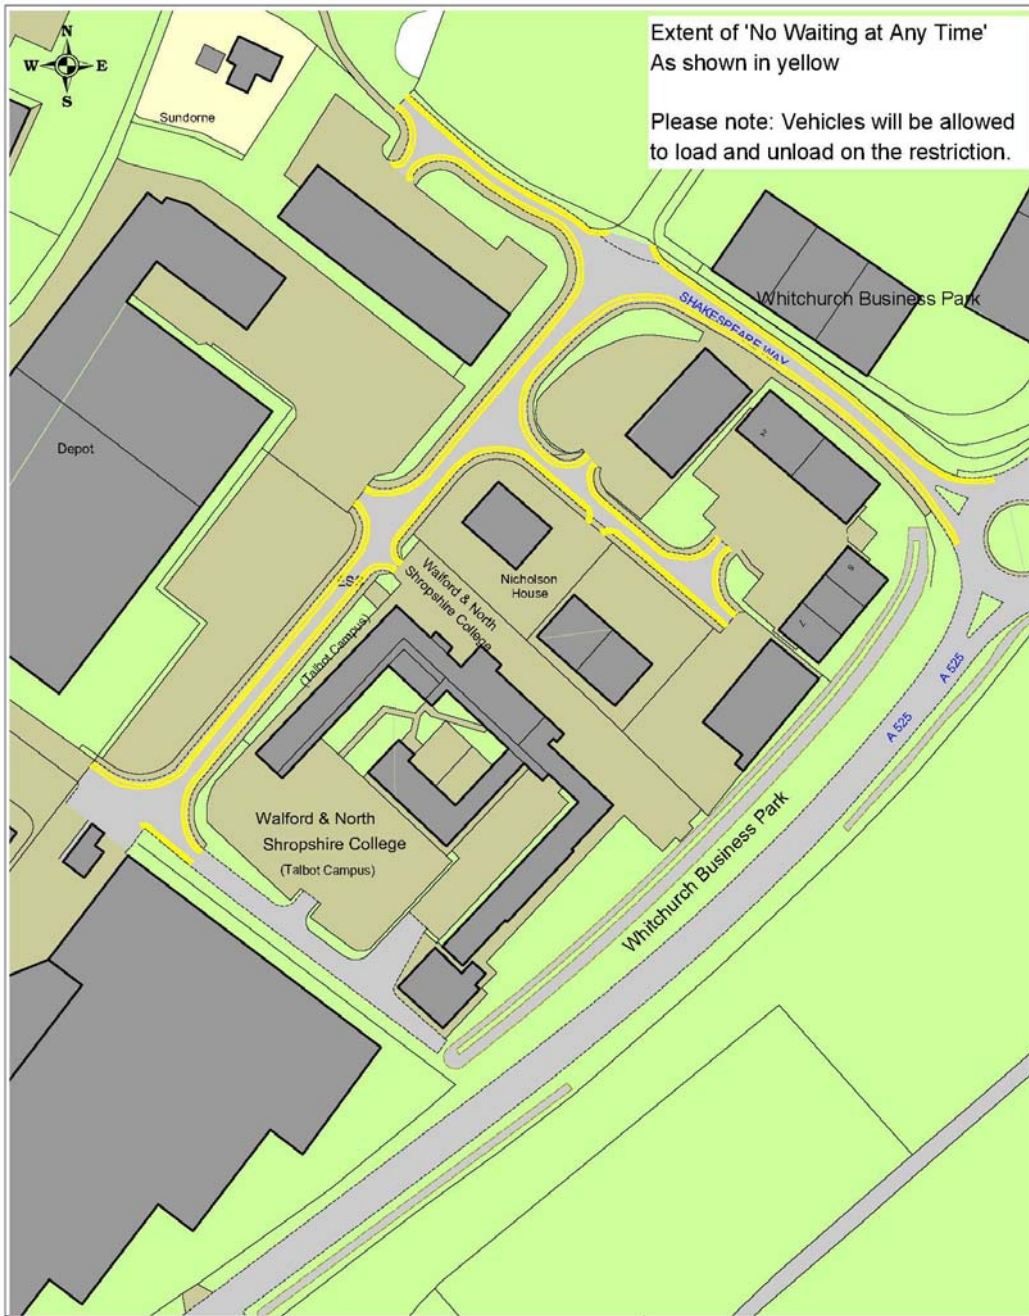 N
W E
S
Extent of 'No Waiting at Any Time'
As shown in yellow
Please note: Vehicles will be allowed
to load and unload on the restriction.
Sundorne
Whitchurch Business Park
SHAKESPEARE WAY
2
Depot
Nicholson
House
Walford & North
Shropshire College
(Talbot Campus)
7
A 525
A 525
Whitchurch Business Park
Walford & North
Shropshire College
(Talbot Campus)